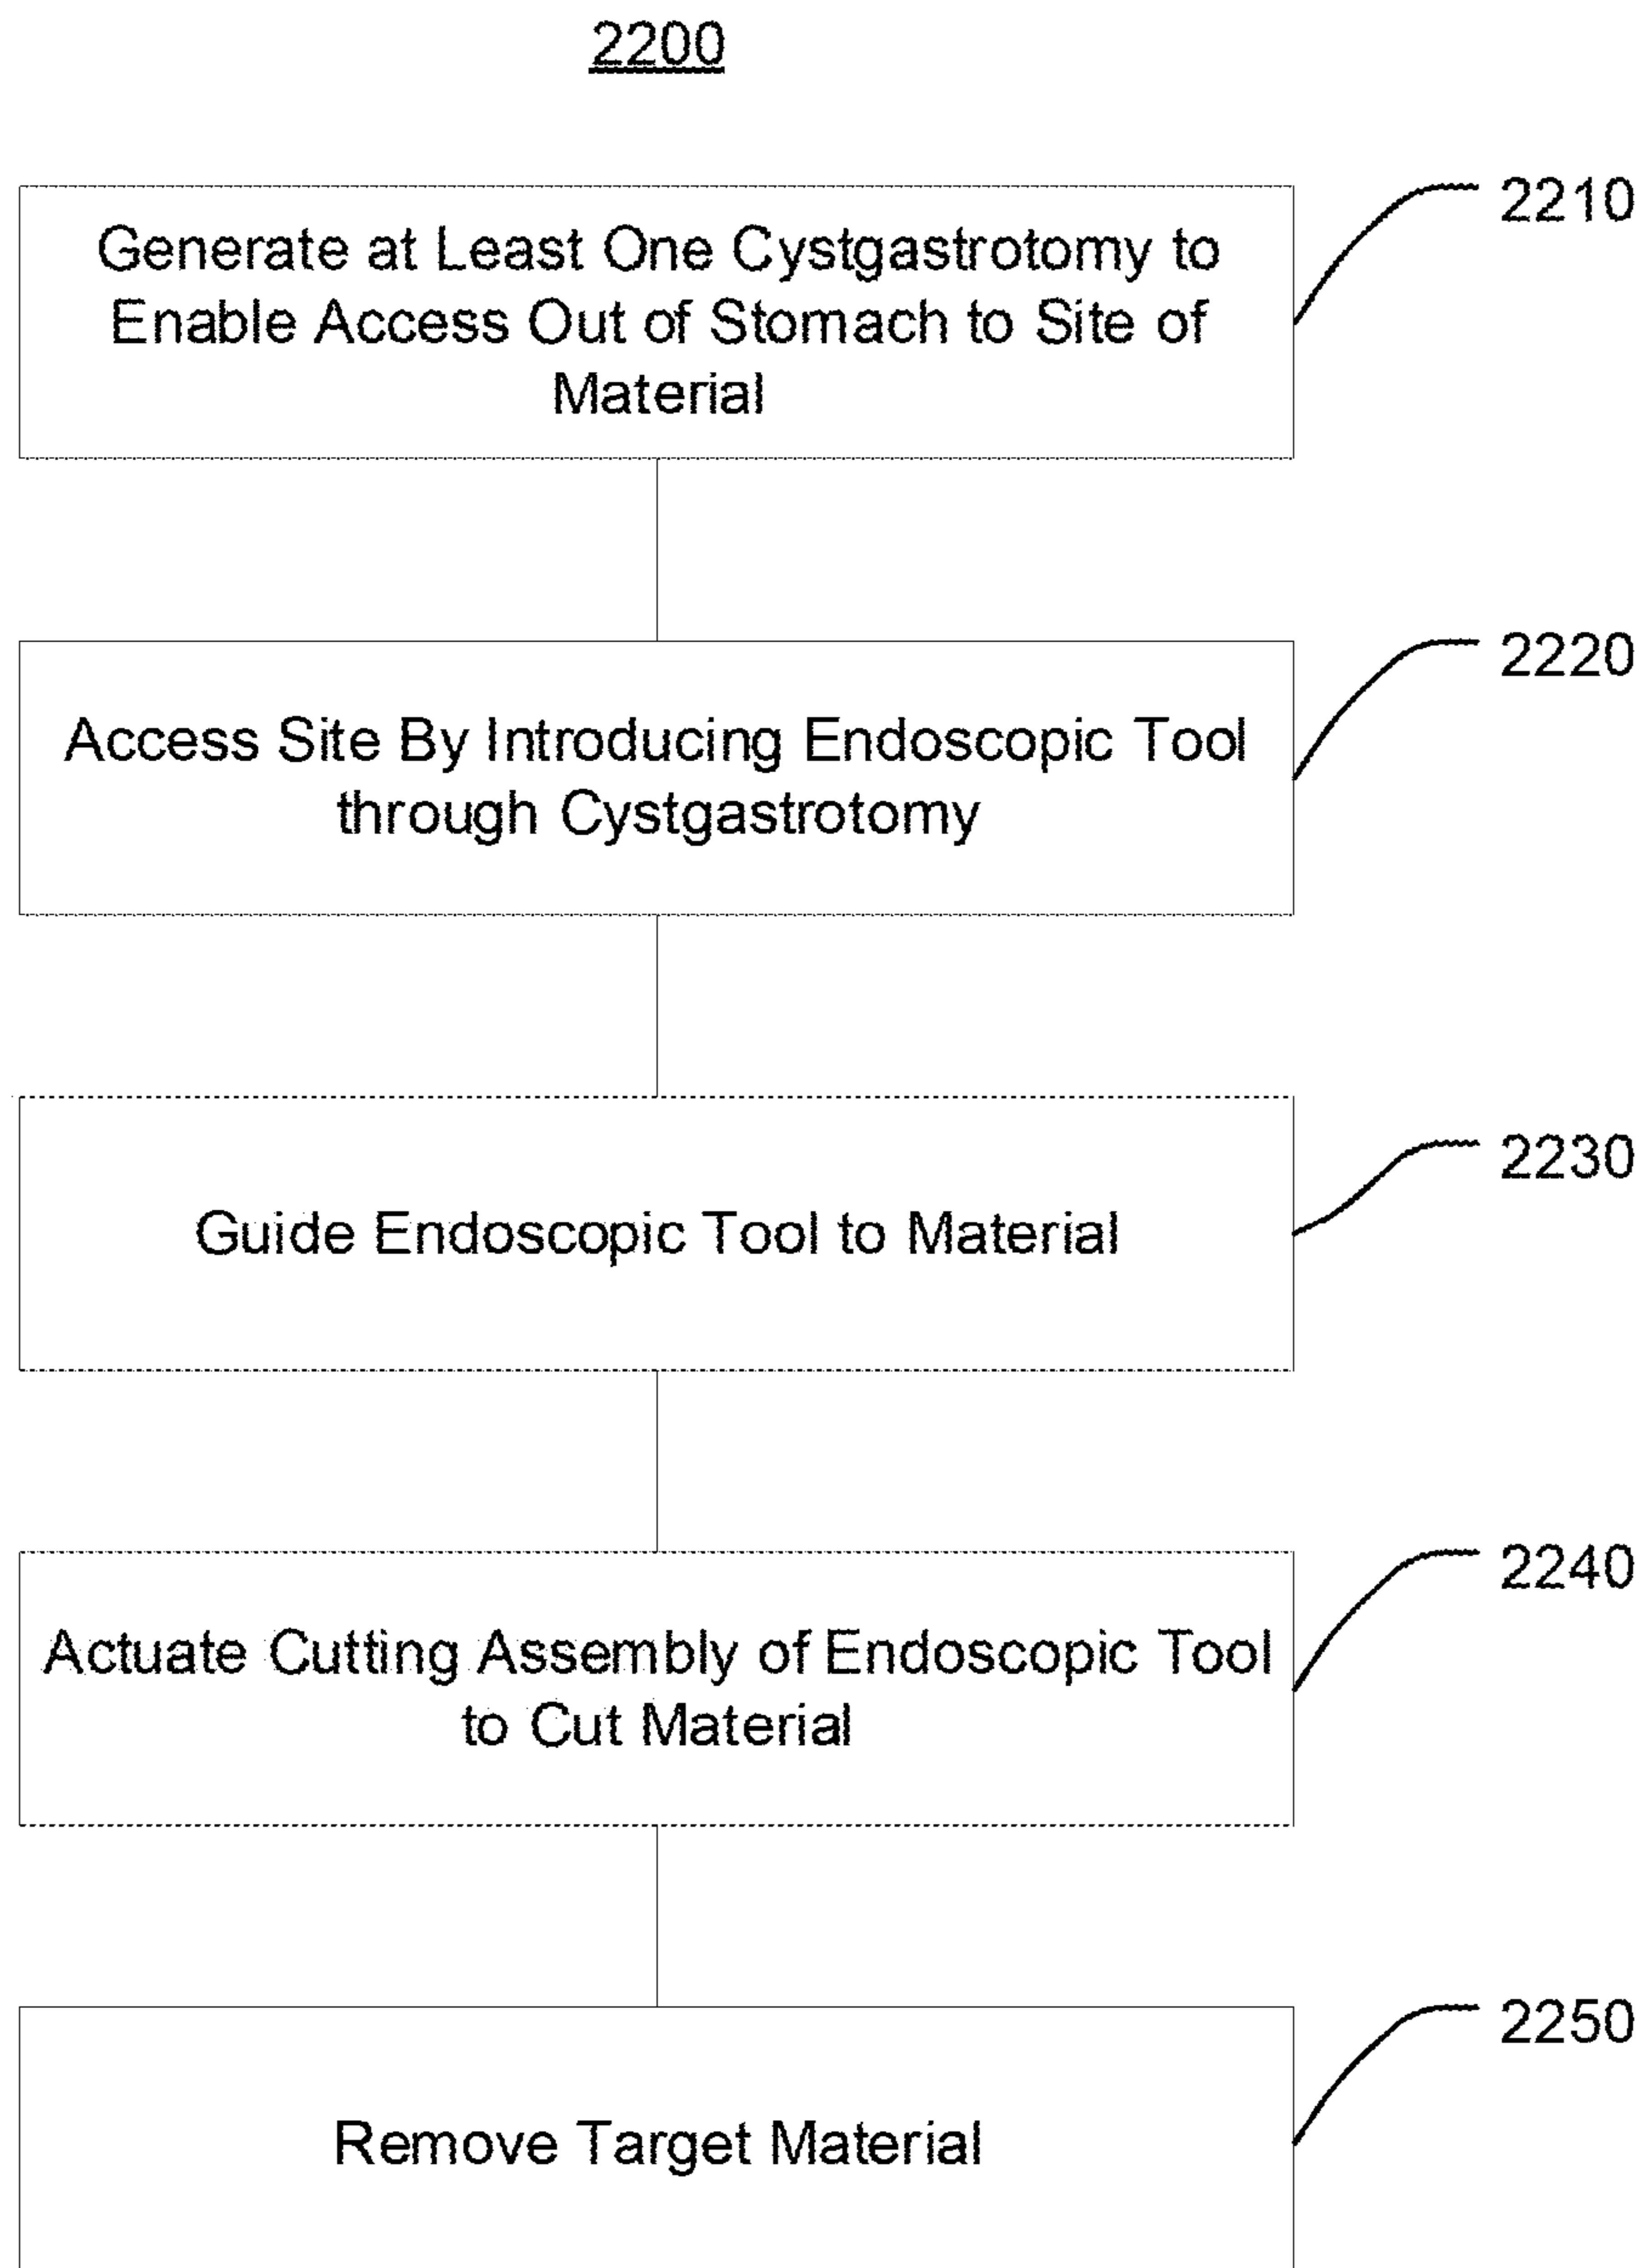 2200
Generate at Least One Cystgastrotomy to
Enable Access Out of Stomach to Site of
Material
2210
Access Site By Introducing Endoscopic Tool
through Cystgastrotomy
2220
Guide Endoscopic Tool to Material
2230
Actuate Cutting Assembly of Endoscopic Tool
to Cut Material
2240
Remove Target Material
2250